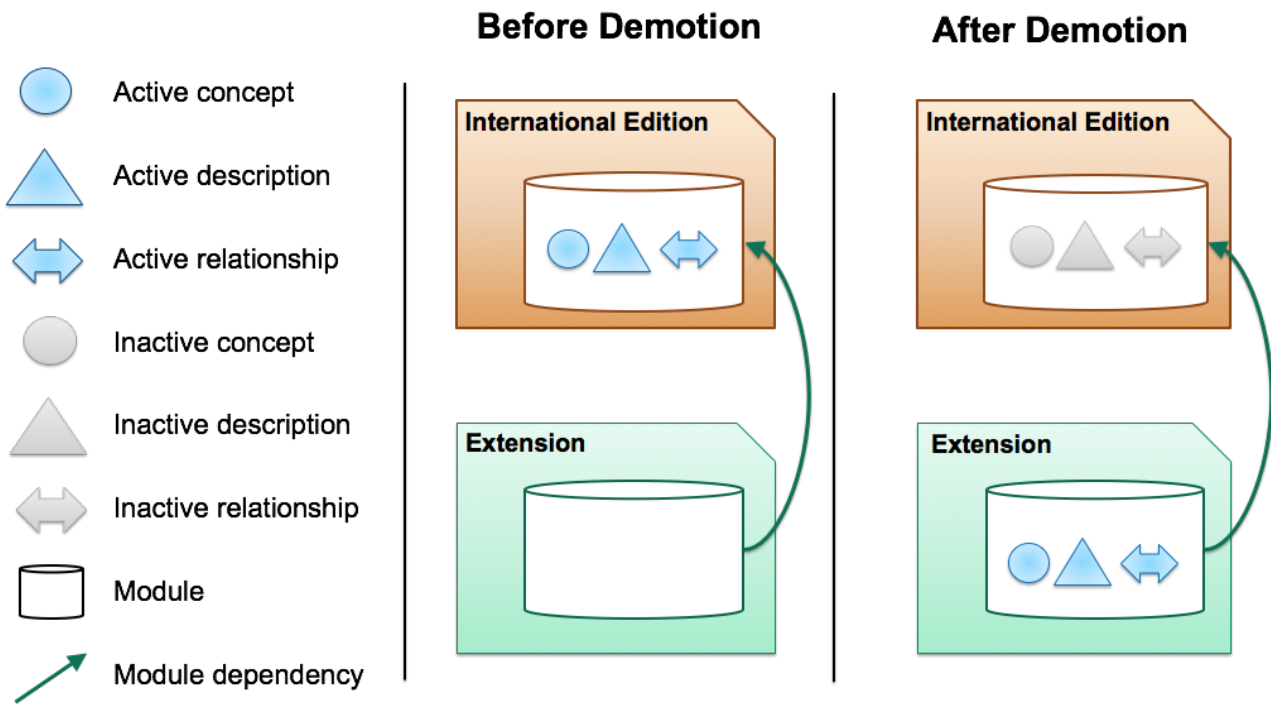 Before Demotion
After Demotion
Active concept
Active description
Active relationship
Inactive concept
Inactive description
Inactive relationship
Module
Module dependency
International Edition
Extension
International Edition
Extension